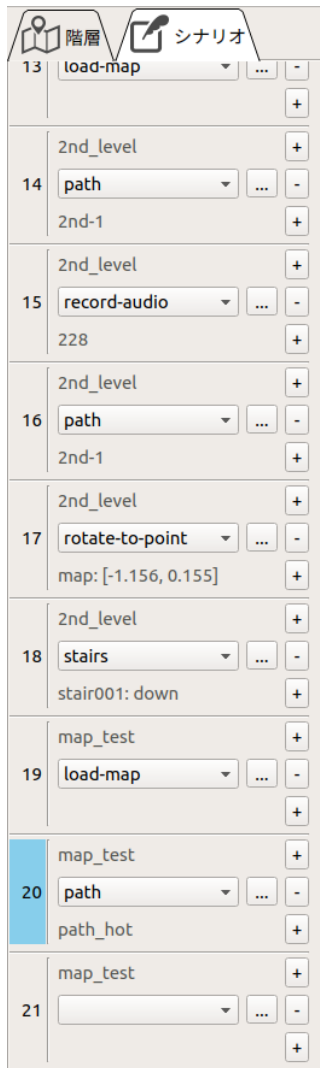 階層
シナリオ
13
load-map
...
-
+
2nd_level
+
14
path
...
-
2nd-1
+
2nd_level
+
15
record-audio
...
-
228
+
2nd_level
+
16
path
...
-
2nd-1
+
2nd_level
+
17
rotate-to-point
...
-
map: [-1.156, 0.155]
+
2nd_level
+
18
stairs
...
-
stair001: down
+
map_test
+
19
load-map
...
-
+
map_test
+
20
path
...
-
path_hot
+
map_test
+
21
...
-
+